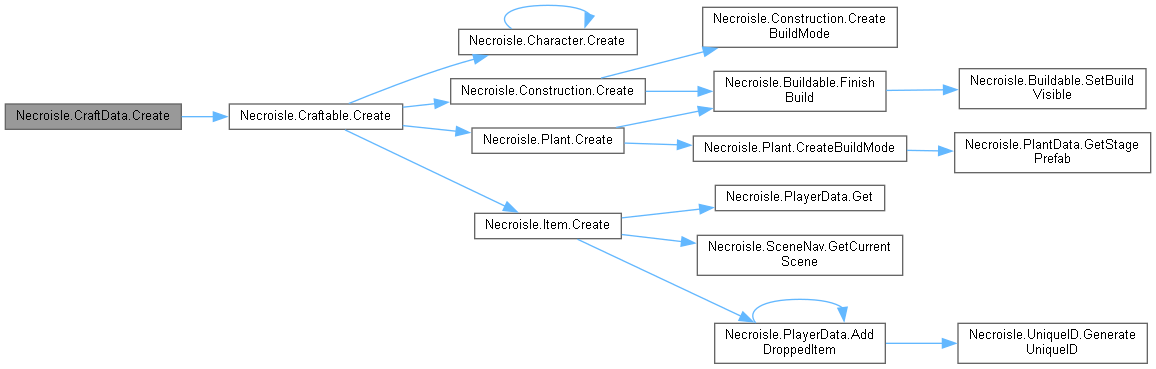 Necroisle.CraftData.Create
Necroisle.Craftable.Create
Necroisle.Character.Create
Necroisle.Construction.Create
Necroisle.Plant.Create
Necroisle.Item.Create
Necroisle.Construction.Create
BuildMode
Necroisle.Buildable.Finish
Build
Necroisle.Plant.CreateBuildMode
Necroisle.PlayerData.Get
Necroisle.SceneNav.GetCurrent
Scene
Necroisle.PlayerData.Add
DroppedItem
Necroisle.Buildable.SetBuild
Visible
Necroisle.PlantData.GetStage
Prefab
Necroisle.UniqueID.Generate
UniqueID